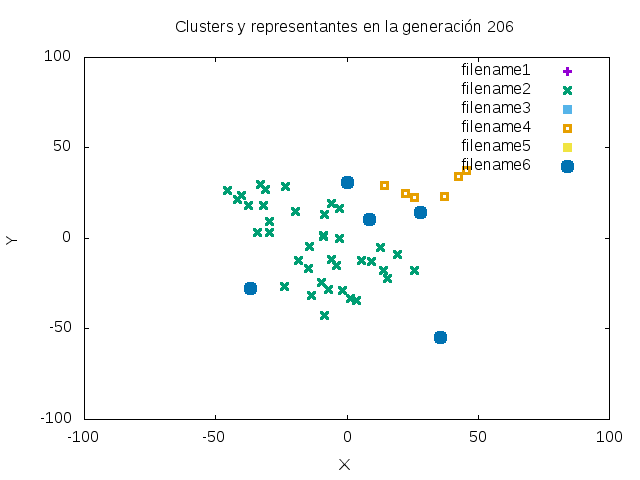 Clusters y representantes en la generación 206
100
50
0
-50
-100
-100
-50
0
50
100
Y
X
filename1
filename2
filename3
filename4
filename5
filename6